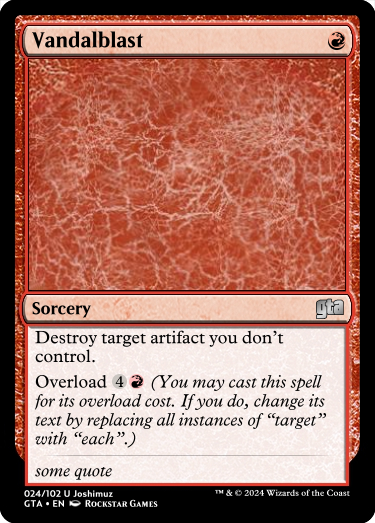 Vandalblast
Sorcery
gta
Destroy target artifact you don’t
control.
Overload 4 (You may cast this spell
for its overload cost. If you do, change its
text by replacing all instances of “target”
with “each”.)
some quote
024/102 U Joshimuz
™ & © 2024 Wizards of the Coast
GTA • EN Rockstar Games